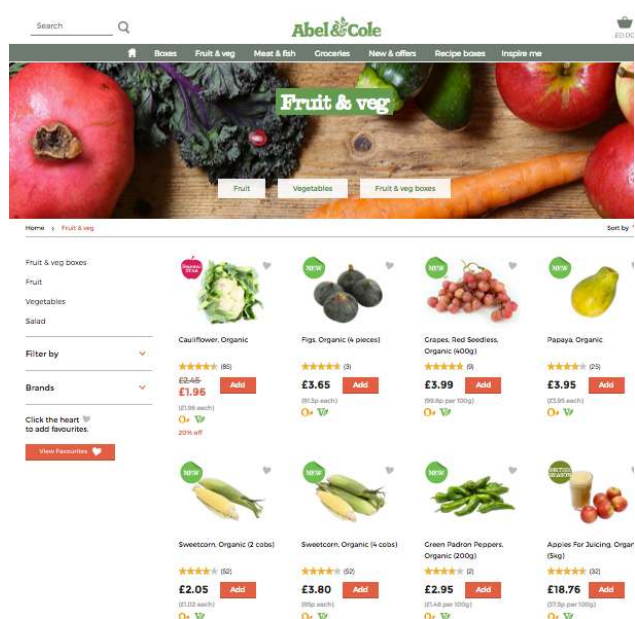 Search
Abel & Cole
£0.00
Boxes Fruit & veg Meat & fish Groceries New & offers Recipe boxes Inspire me
Fruit & veg
Fruit Vegetables Fruit & veg boxes
Home > Fruit & veg
Sort by
Fruit & veg boxes
Fruit
Vegetables
Salad
Filter by
Brands
Click the heart
to add favourites.
View Favourites
NEW
NEW
NEW
Cauliflower, Organic
(85)
£2.45
£1.96
Add
20% off
Figs, Organic (4 pieces)
(3)
£3.65
Add
(91.3p each)
Grapes, Red Seedless,
Organic (400g)
(9)
£3.99
Add
(99.8p per 100g)
Papaya, Organic
(25)
£3.95
Add
(£3.95 each)
NEW
NEW
NEW
Sweetcorn, Organic (2 cobs)
(52)
£2.05
Add
(£1.02 each)
Sweetcorn, Organic (4 cobs)
(52)
£3.80
Add
(95p each)
Green Padron Peppers,
Organic (200g)
(2)
£2.95
Add
(£1.48 per 100g)
Apples For Juicing, Organ
(5kg)
(32)
£18.76
Add
(37.5p per 100g)